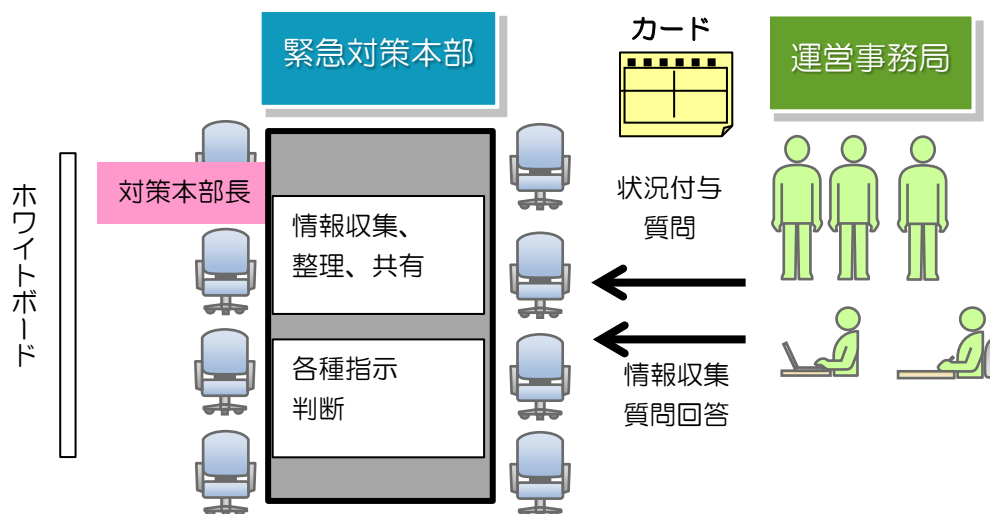 緊急対策本部
カード
運営事務局
ホワイトボード
対策本部長
情報収集、
整理、共有
各種指示
判断
状況付与
質問
情報収集
質問回答